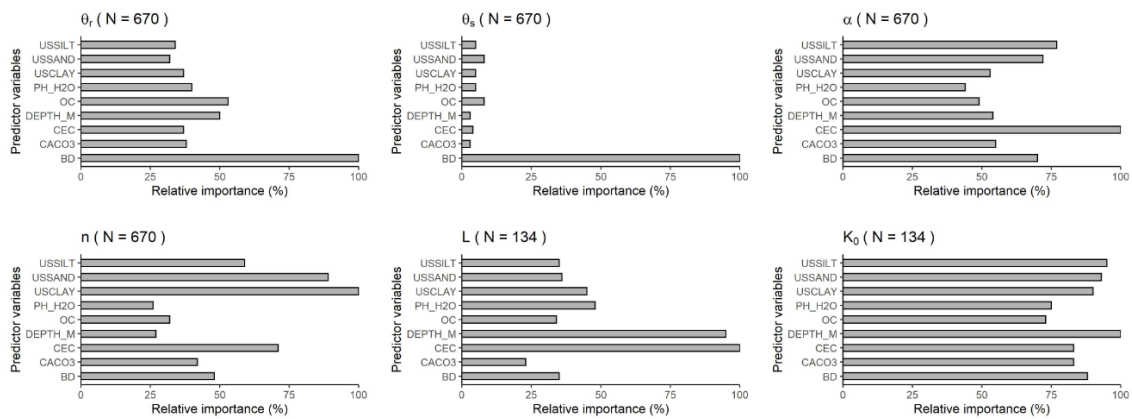 θr ( N = 670 )
Predictor variables
USSILT
USSAND
USCLAY
PH_H2O
OC
DEPTH_M
CEC
CACO3
BD
0 25 50 75 100
Relative importance (%)
θs ( N = 670 )
Predictor variables
USSILT
USSAND
USCLAY
PH_H2O
OC
DEPTH_M
CEC
CACO3
BD
0 25 50 75 100
Relative importance (%)
α ( N = 670 )
Predictor variables
USSILT
USSAND
USCLAY
PH_H2O
OC
DEPTH_M
CEC
CACO3
BD
0 25 50 75 100
Relative importance (%)
n ( N = 670 )
Predictor variables
USSILT
USSAND
USCLAY
PH_H2O
OC
DEPTH_M
CEC
CACO3
BD
0 25 50 75 100
Relative importance (%)
L ( N = 134 )
Predictor variables
USSILT
USSAND
USCLAY
PH_H2O
OC
DEPTH_M
CEC
CACO3
BD
0 25 50 75 100
Relative importance (%)
K0 ( N = 134 )
Predictor variables
USSILT
USSAND
USCLAY
PH_H2O
OC
DEPTH_M
CEC
CACO3
BD
0 25 50 75 100
Relative importance (%)